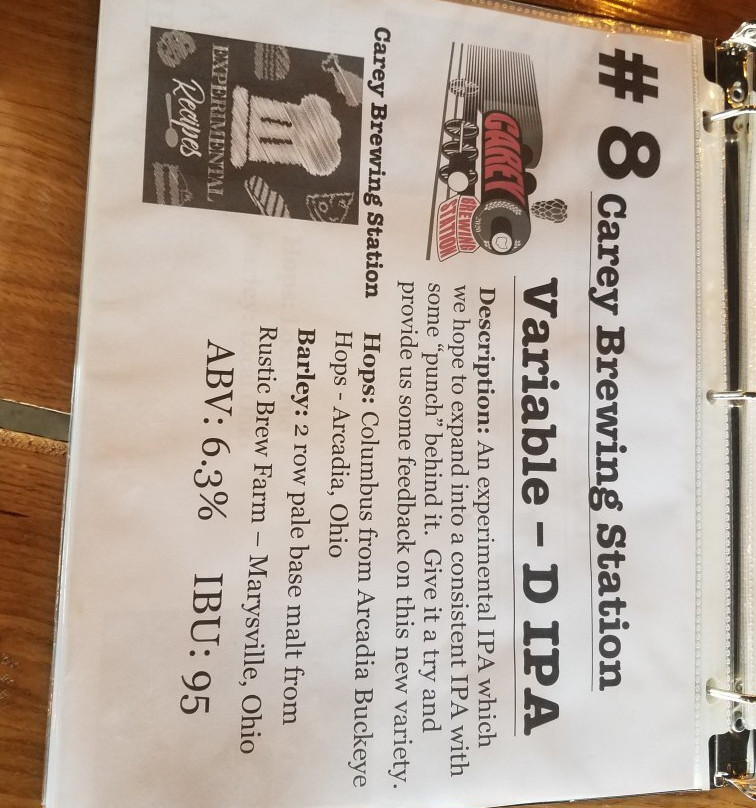 # 8 Carey Brewing Station
Variable – D IPA
CAREY
BREWING
STATION
Description: An experimental IPA which
we hope to expand into a consistent IPA with
some “punch” behind it. Give it a try and
provide us some feedback on this new variety.
Carey Brewing Station
EXPERIMENTAL
Recipes
Hops: Columbus from Arcadia Buckeye
Hops - Arcadia, Ohio
Barley: 2 row pale base malt from
Rustic Brew Farm – Marysville, Ohio
ABV: 6.3% IBU: 95